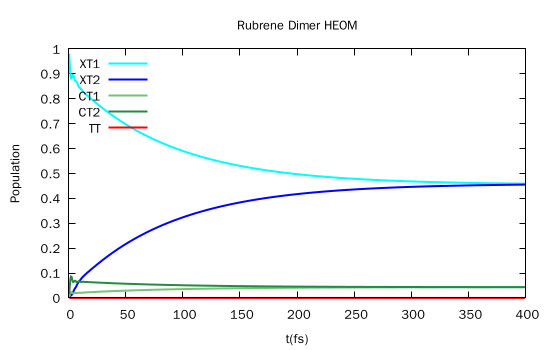 Rubrene Dimer HEOM
Population
1
0.9
0.8
0.7
0.6
0.5
0.4
0.3
0.2
0.1
0
XT1
XT2
CT1
CT2
TT
0 50 100 150 200 250 300 350 400
t(fs)